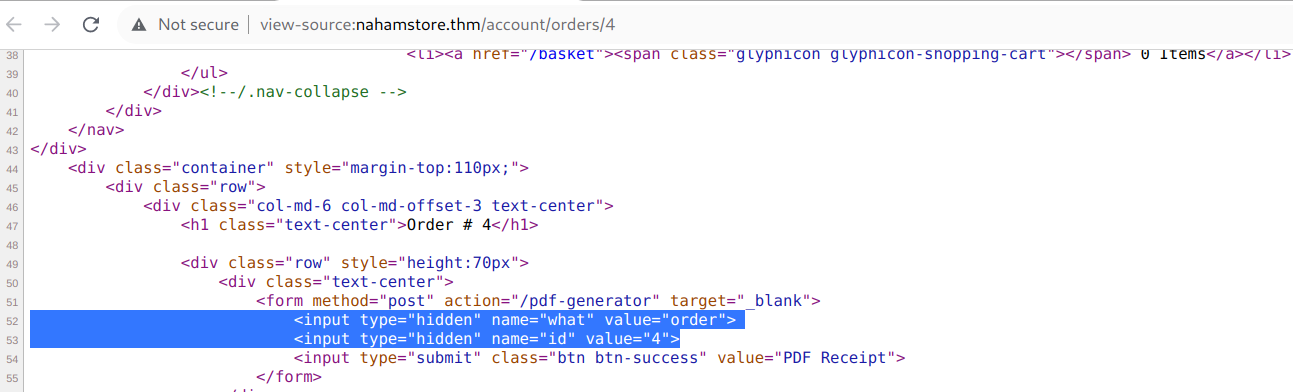 Not secure view-source:nahamstore.thm/account/orders/4
38 <li><a href="/basket"><span class="glyphicon glyphicon-shopping-cart"></span> 0 Items</a></li>
39 </ul>
40 </div><!--/.nav-collapse -->
41 </div>
42 </nav>
43 </div>
44 <div class="container" style="margin-top:110px;">
45 <div class="row">
46 <div class="col-md-6 col-md-offset-3 text-center">
47 <h1 class="text-center">Order # 4</h1>
48
49 <div class="row" style="height:70px">
50 <div class="text-center">
51 <form method="post" action="/pdf-generator" target="_blank">
52 <input type="hidden" name="what" value="order">
53 <input type="hidden" name="id" value="4">
54 <input type="submit" class="btn btn-success" value="PDF Receipt">
55 </form>